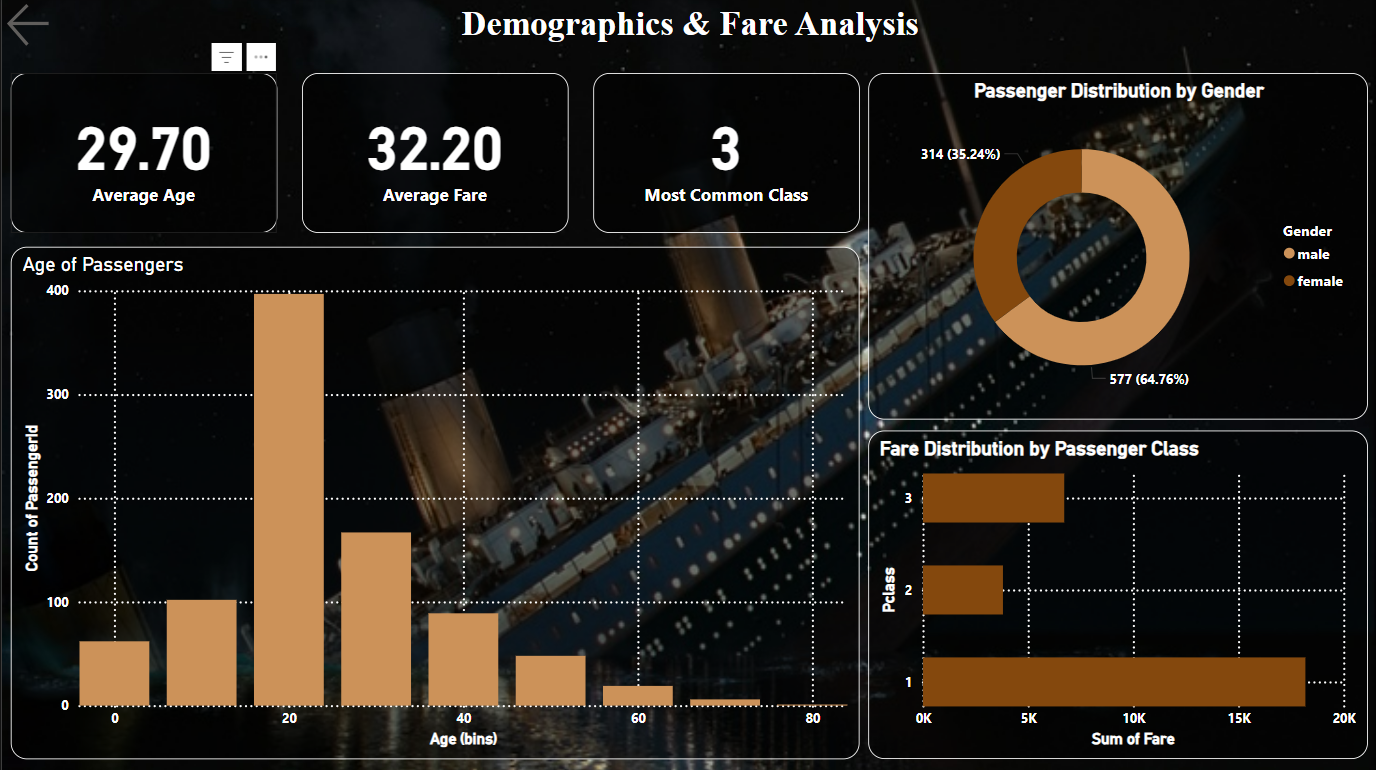 Demographics & Fare Analysis
29.70
Average Age
32.20
Average Fare
3
Most Common Class
Passenger Distribution by Gender
314 (35.24%)
577 (64.76%)
Gender
male
female
Age of Passengers
Count of PassengerId
400
300
200
100
0
0 20 40 60 80
Age (bins)
Fare Distribution by Passenger Class
Pclass
3
2
1
0K 5K 10K 15K 20K
Sum of Fare